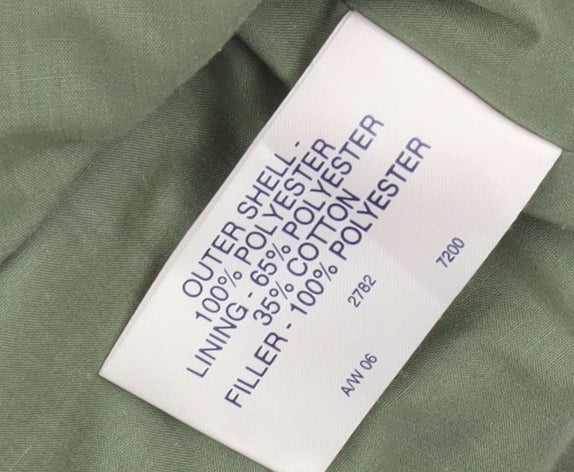 OUTER SHELL -
100% POLYESTER
LINING - 65% POLYESTER
35% COTTON
FILLER - 100% POLYESTER
2782
7200
A/W 06